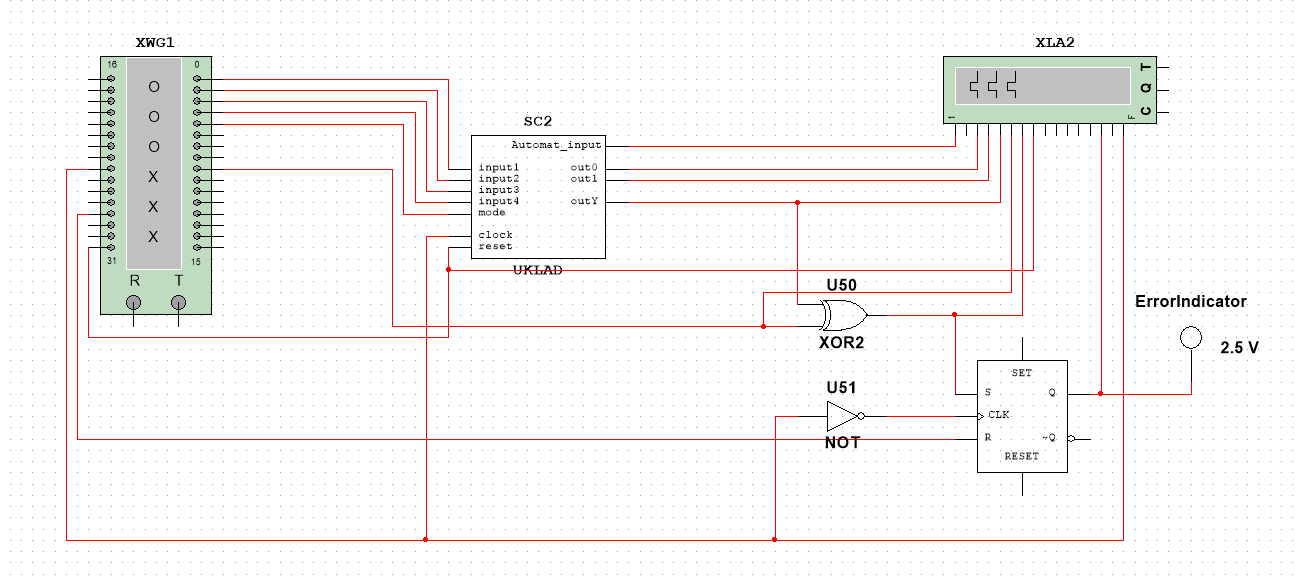 XWG1
16 0
O
O
O
X
X
X
31 15
R T
SC2
Automat_input
input1 out0
input2 out1
input3
input4 outY
mode
clock
reset
UKLAD
XLA2
1 F
C Q T
U50
XOR2
U51
NOT
SET
S Q
CLK
R ~Q
RESET
ErrorIndicator
2.5 V